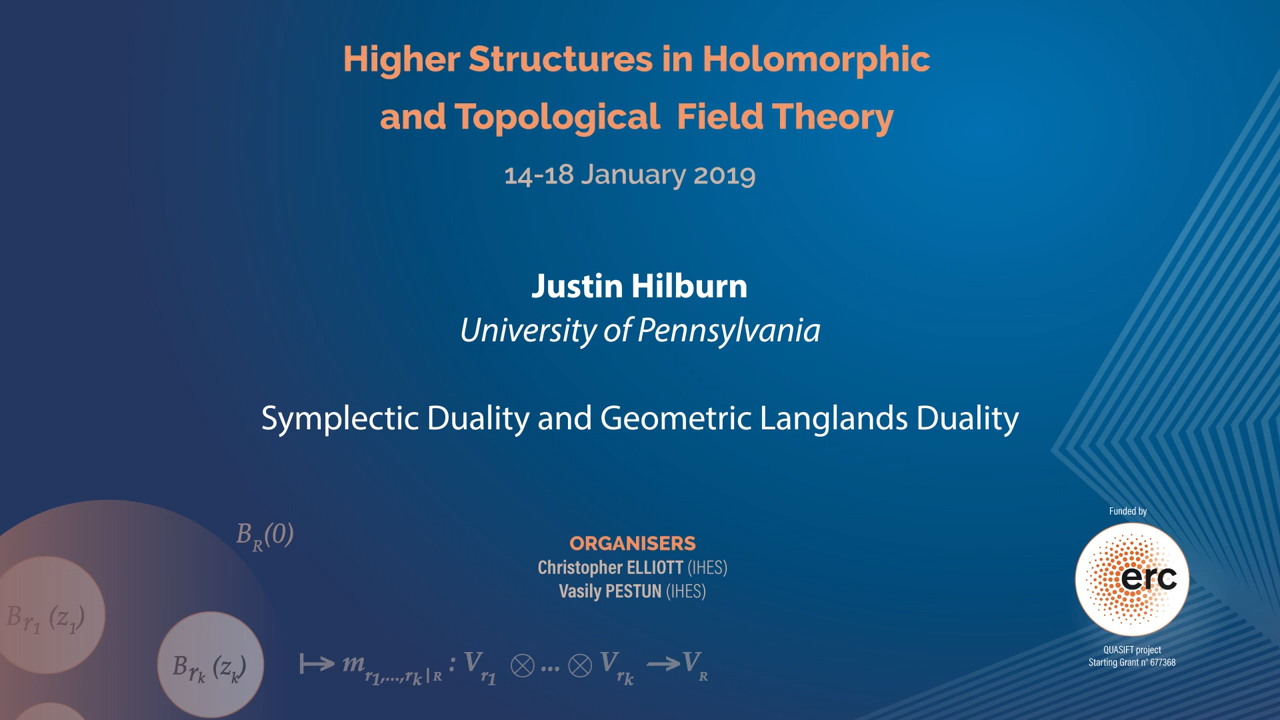 Higher Structures in Holomorphic
and Topological Field Theory
14-18 January 2019
Justin Hilburn
University of Pennsylvania
Symplectic Duality and Geometric Langlands Duality
Funded by
erc
QUASIFT project
Starting Grant n° 677368
ORGANISERS
Christopher ELLIOTT (IHES)
Vasily PESTUN (IHES)
B_R(0)
B_{r_1} (z_1)
B_{r_k} (z_k)
↦ m_{r_1,...,r_k|R} : V_{r_1} ⊗ ... ⊗ V_{r_k} → V_R